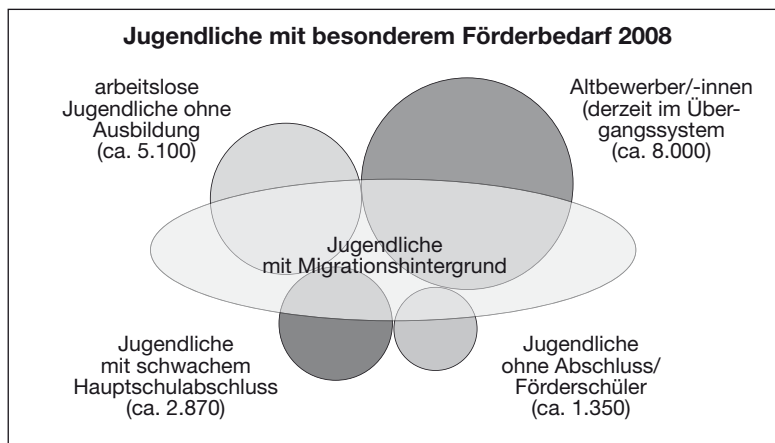 Jugendliche mit besonderem Förderbedarf 2008
arbeitslose
Jugendliche ohne
Ausbildung
(ca. 5.100)
Altbewerber/-innen
(derzeit im Über-
gangssystem
(ca. 8.000)
Jugendliche
mit Migrationshintergrund
Jugendliche
mit schwachem
Hauptschulabschluss
(ca. 2.870)
Jugendliche
ohne Abschluss/
Förderschüler
(ca. 1.350)